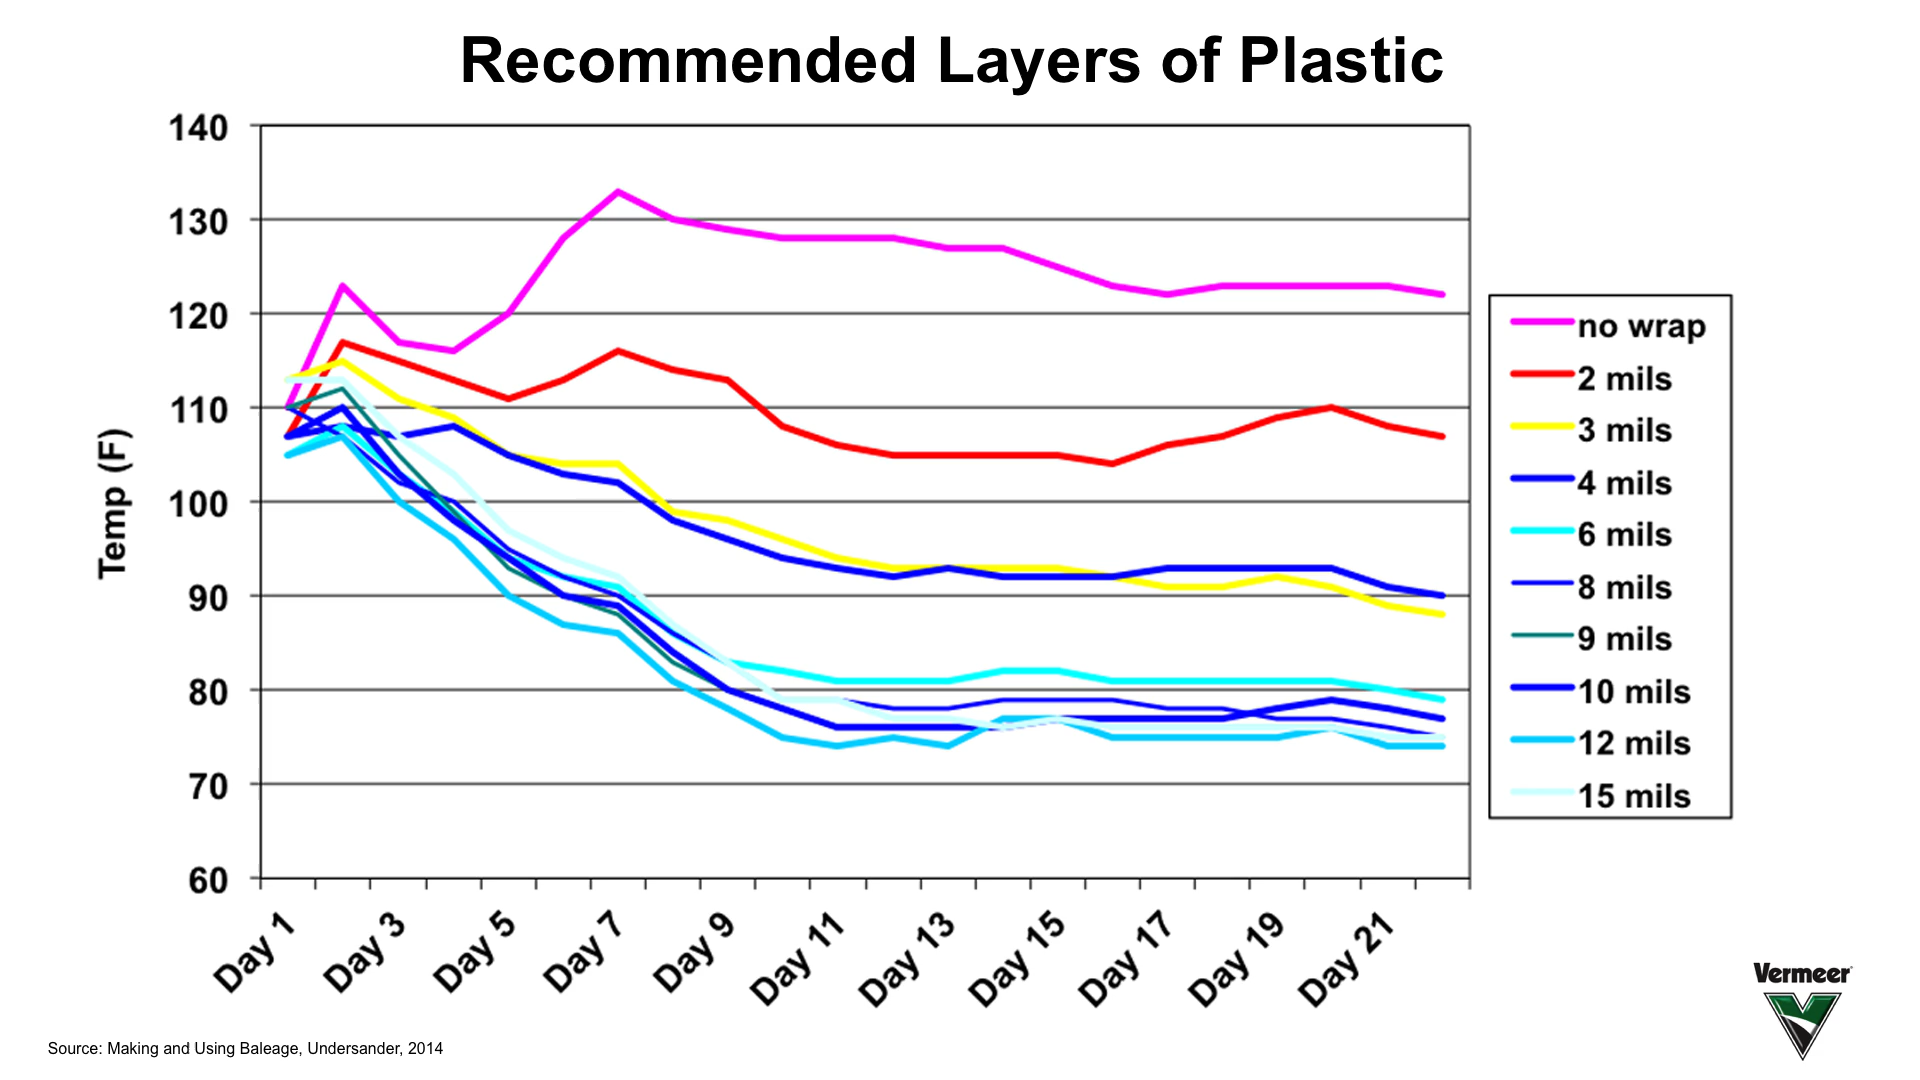 Recommended Layers of Plastic
140
130
120
110
100
90
80
70
60
Temp (F)
Day 1
Day 3
Day 5
Day 7
Day 9
Day 11
Day 13
Day 15
Day 17
Day 19
Day 21
no wrap
2 mils
3 mils
4 mils
6 mils
8 mils
9 mils
10 mils
12 mils
15 mils
Vermeer
Source: Making and Using Baleage, Undersander, 2014